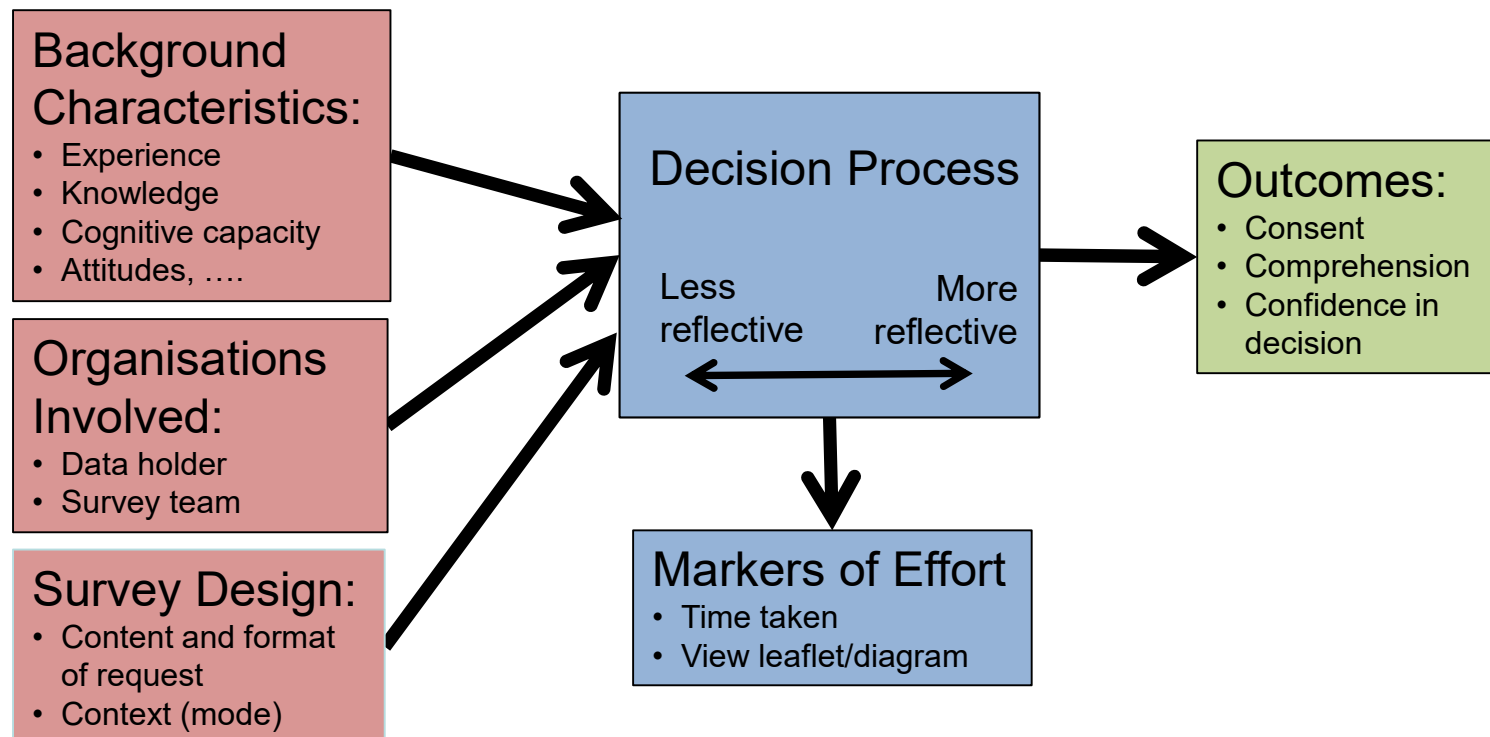 Background
Characteristics:
• Experience
• Knowledge
• Cognitive capacity
• Attitudes, ….
Organisations
Involved:
• Data holder
• Survey team
Survey Design:
• Content and format
of request
• Context (mode)
Decision Process
Less
reflective
More
reflective
Markers of Effort
• Time taken
• View leaflet/diagram
Outcomes:
• Consent
• Comprehension
• Confidence in
decision